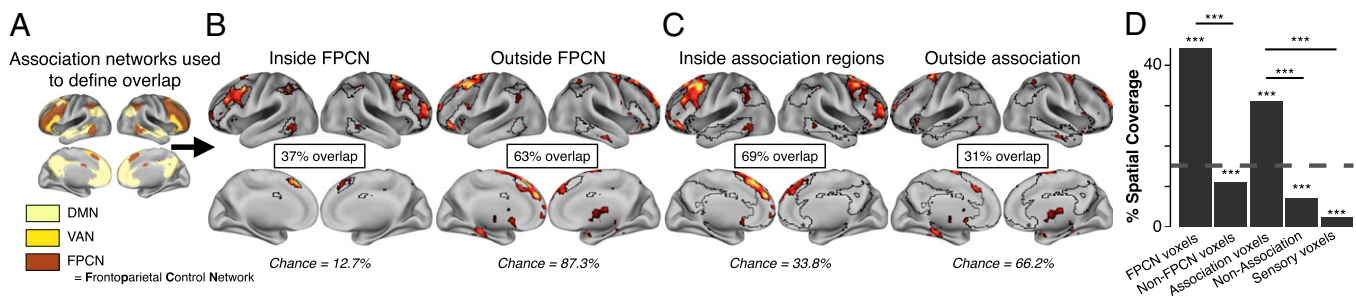 A
Association networks used
to define overlap
DMN
VAN
FPCN
= Frontoparietal Control Network
B
Inside FPCN
Outside FPCN
37% overlap
63% overlap
Chance = 12.7%
Chance = 87.3%
C
Inside association regions
Outside association
69% overlap
31% overlap
Chance = 33.8%
Chance = 66.2%
D
% Spatial Coverage
40
0
***
***
***
***
***
***
***
***
FPCN voxels
Non-FPCN voxels
Association voxels
Non-Association
Sensory voxels